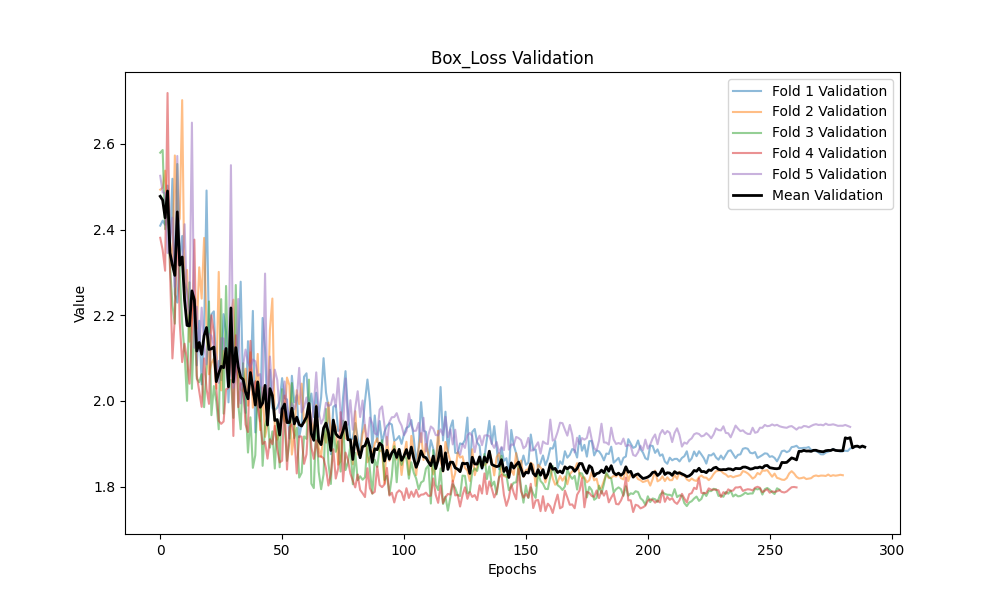 Box_Loss Validation
Fold 1 Validation
Fold 2 Validation
Fold 3 Validation
Fold 4 Validation
Fold 5 Validation
Mean Validation
Value
2.6
2.4
2.2
2.0
1.8
0 50 100 150 200 250 300
Epochs